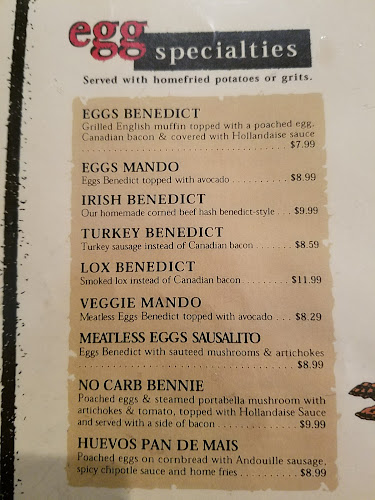 egg specialties
Served with homefried potatoes or grits.
EGGS BENEDICT
Grilled English muffin topped with a poached egg,
Canadian bacon & covered with Hollandaise sauce
. . . . . . . . . . . . . . . . . . . . . . . . . . . . . . . . . . . . . $7.99
EGGS MANDO
Eggs Benedict topped with avocado . . . . . . . . . . $8.99
IRISH BENEDICT
Our homemade corned beef hash benedict-style . . . $9.99
TURKEY BENEDICT
Turkey sausage instead of Canadian bacon . . . . . . . $8.59
LOX BENEDICT
Smoked lox instead of Canadian bacon . . . . . . . . . $11.99
VEGGIE MANDO
Meatless Eggs Benedict topped with avocado . . . $8.29
MEATLESS EGGS SAUSALITO
Eggs Benedict with sauteed mushrooms & artichokes
. . . . . . . . . . . . . . . . . . . . . . . . . . . . . . . . . . . . . . . $8.99
NO CARB BENNIE
Poached eggs & steamed portabella mushroom with
artichokes & tomato, topped with Hollandaise Sauce
and served with a side of bacon . . . . . . . . . . . . . . $9.99
HUEVOS PAN DE MAIS
Poached eggs on cornbread with Andouille sausage,
spicy chipotle sauce and home fries . . . . . . . . . . . $8.99